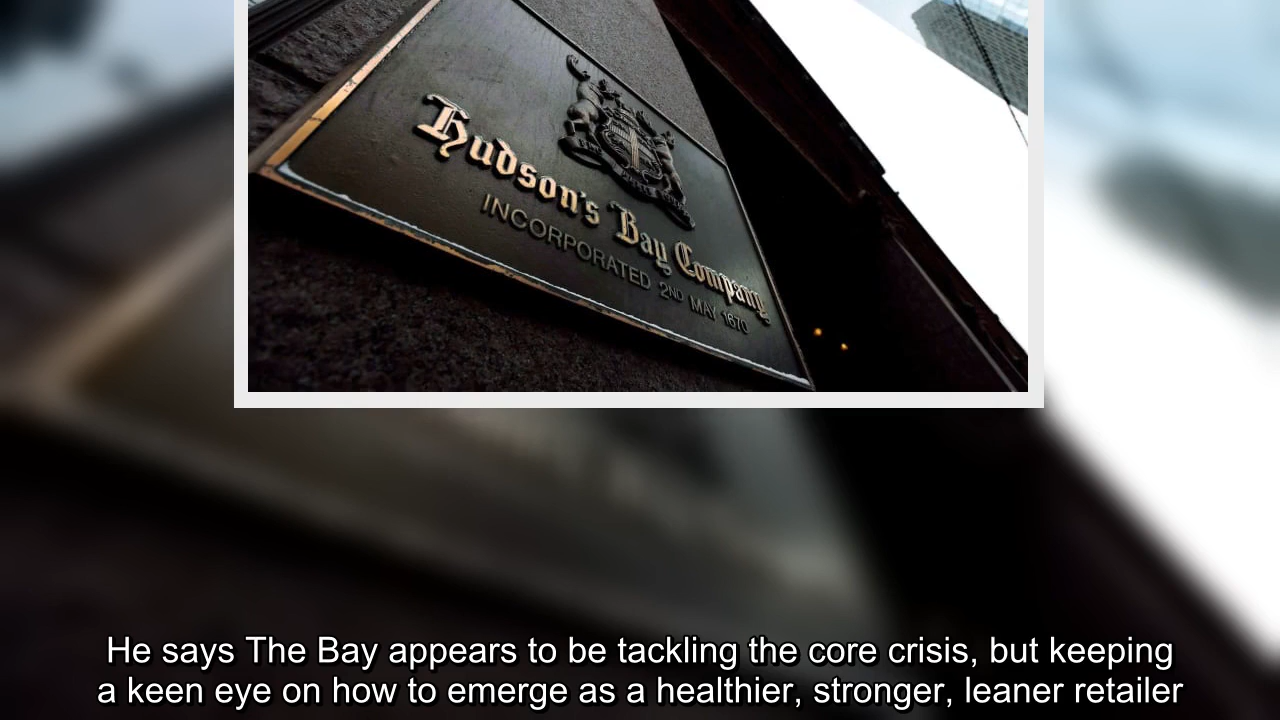 Hudson's Bay Company
INCORPORATED 2ND MAY 1670
He says The Bay appears to be tackling the core crisis, but keeping
a keen eye on how to emerge as a healthier, stronger, leaner retailer